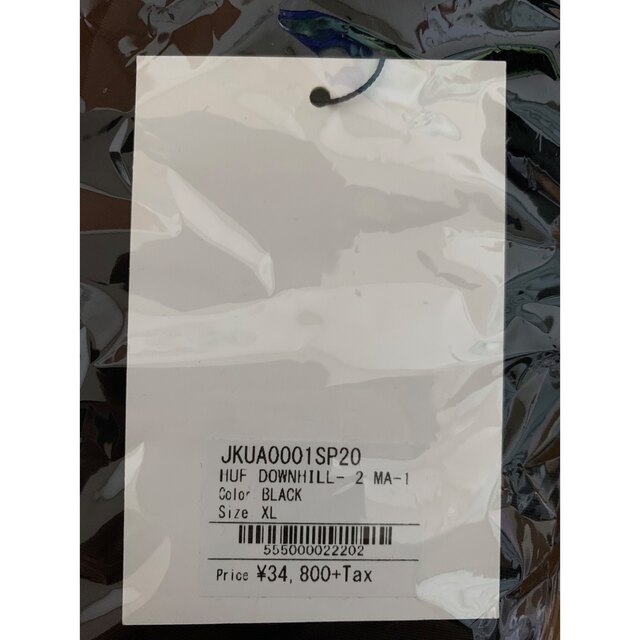 JKUA0001SP20
HUF DOWNHILL- 2 MA-1
Color BLACK
Size XL
555000022202
Price ¥34,800+Tax